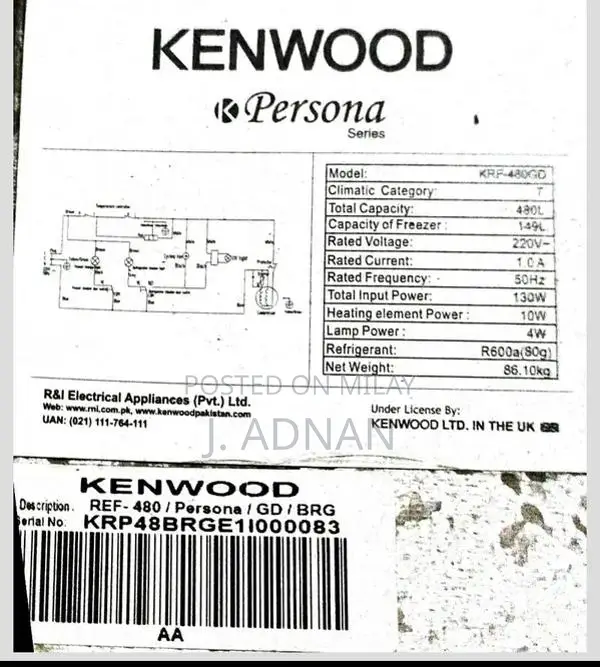 KENWOOD
K Persona
Series
Model: KRF-480GD
Climatic Category: T
Total Capacity: 480L
Capacity of Freezer : 149L
Rated Voltage: 220V~
Rated Current: 1.0A
Rated Frequency: 50Hz
Total Input Power: 130W
Heating element Power : 10W
Lamp Power : 4W
Refrigerant: R600a(80g)
Net Weight: 86.10kg
R&I Electrical Appliances (Pvt.) Ltd.
Web: www.rni.com.pk, www.kenwoodpakistan.com
UAN: (021) 111-764-111
Under License By:
KENWOOD LTD. IN THE UK
POSTED ON MILAY
J. ADNAN
KENWOOD
Description. REF- 480 / Persona / GD / BRG
Serial No: KRP48BRGE1I000083
AA